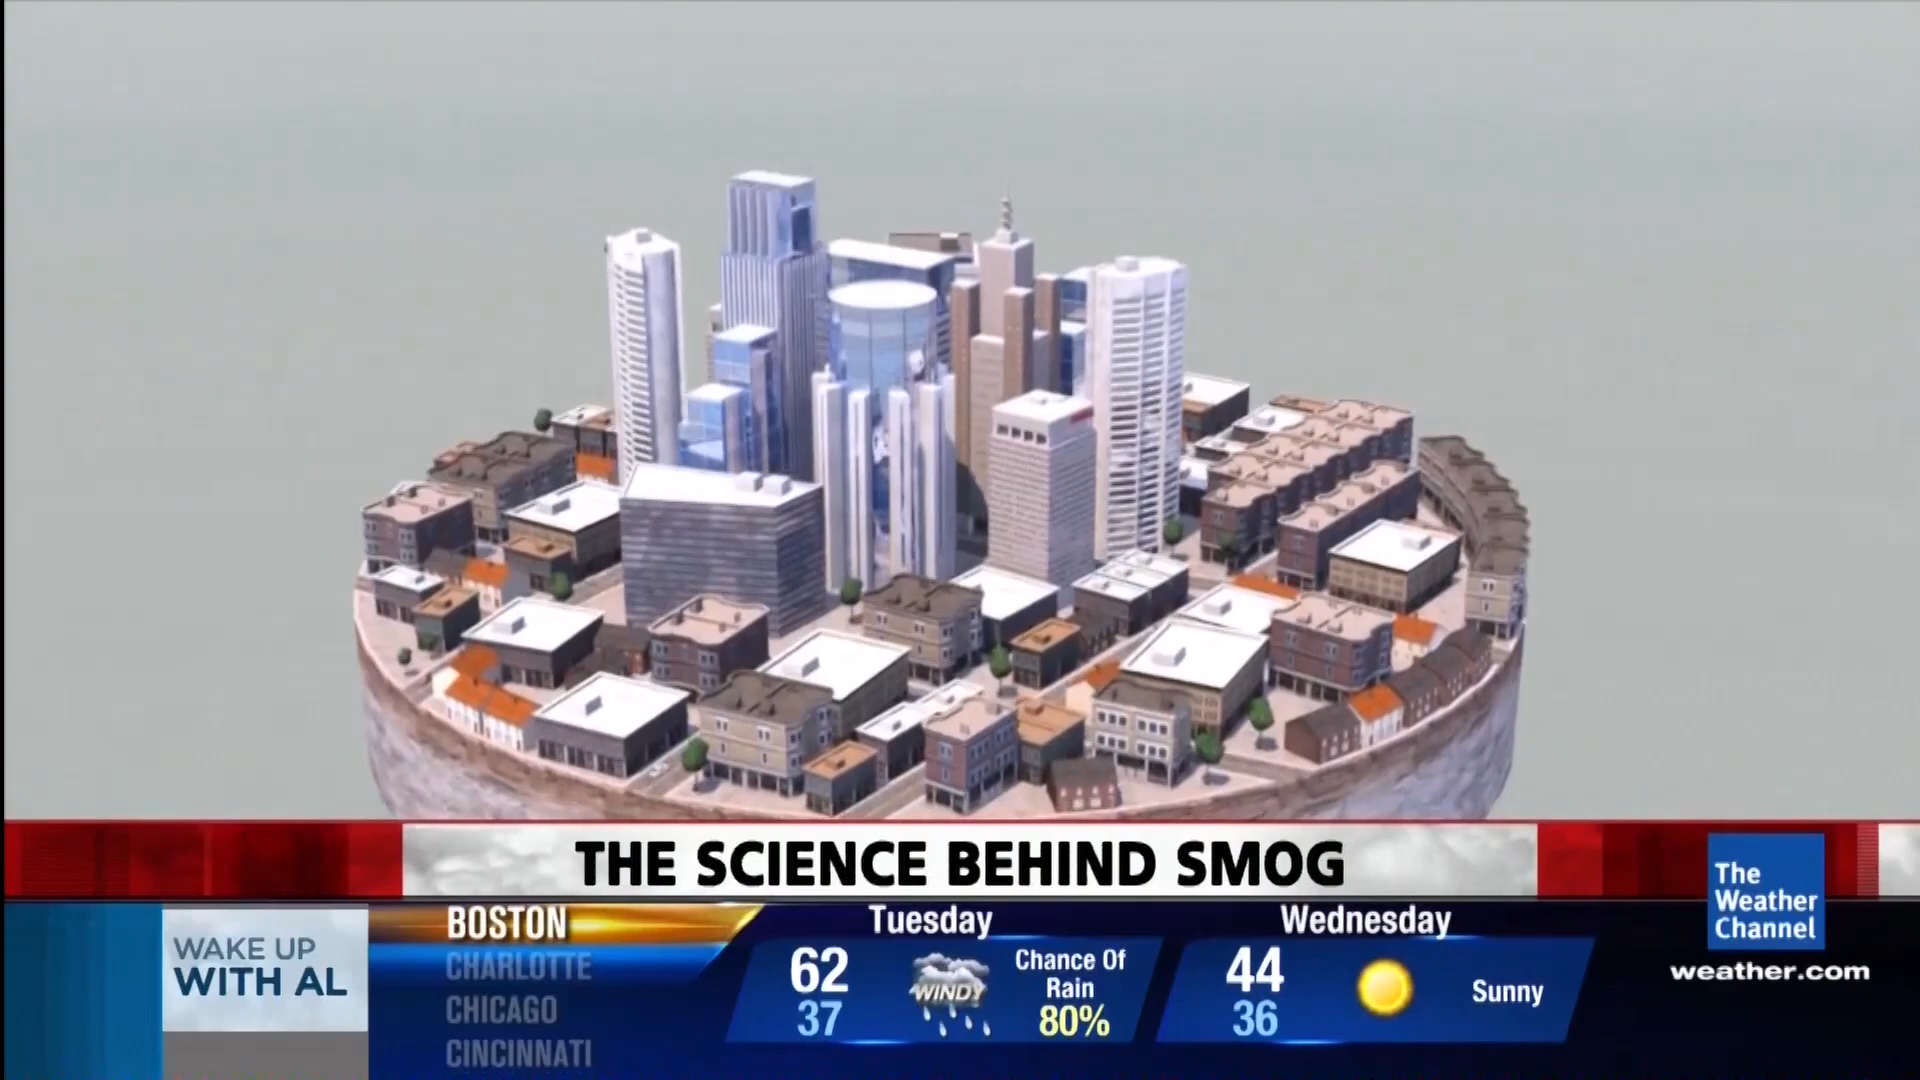 THE SCIENCE BEHIND SMOG
The
Weather
Channel
weather.com
WAKE UP
WITH AL
BOSTON
CHARLOTTE
CHICAGO
CINCINNATI
Tuesday
62
37
WINDY
Chance Of
Rain
80%
Wednesday
44
36
Sunny